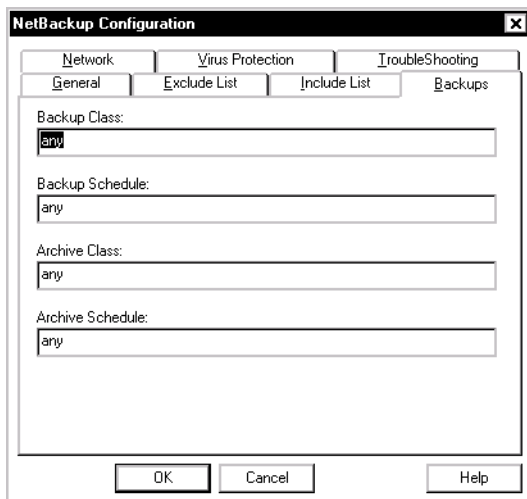 NetBackup Configuration
Network Virus Protection TroubleShooting
General Exclude List Include List Backups
Backup Class:
any
Backup Schedule:
any
Archive Class:
any
Archive Schedule:
any
OK Cancel Help